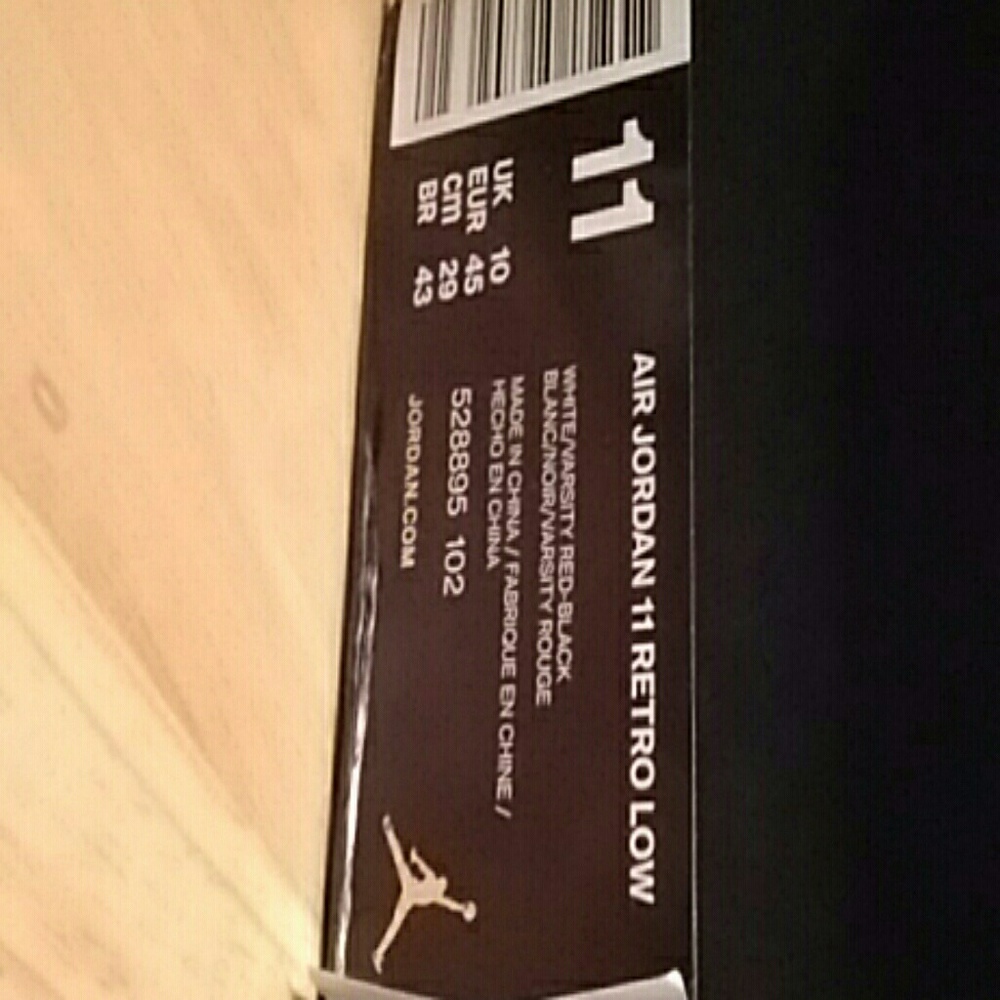 AIR JORDAN 11 RETRO LOW
WHITE/VARSITY RED-BLACK
BLANC/NOIR/VARSITY ROUGE
MADE IN CHINA / FABRIQUE EN CHINE /
HECHO EN CHINA
528895 102
JORDAN.COM
11
UK 10
EUR 45
cm 29
BR 43